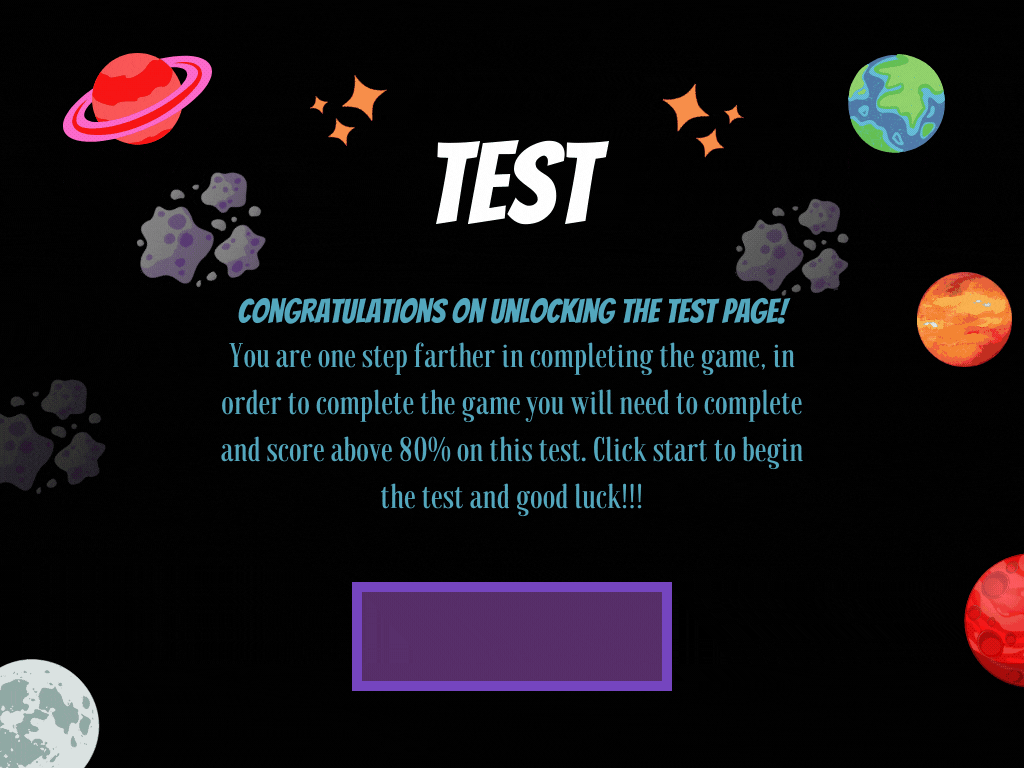 TEST
CONGRATULATIONS ON UNLOCKING THE TEST PAGE!
You are one step farther in completing the game, in
order to complete the game you will need to complete
and score above 80% on this test. Click start to begin
the test and good luck!!!